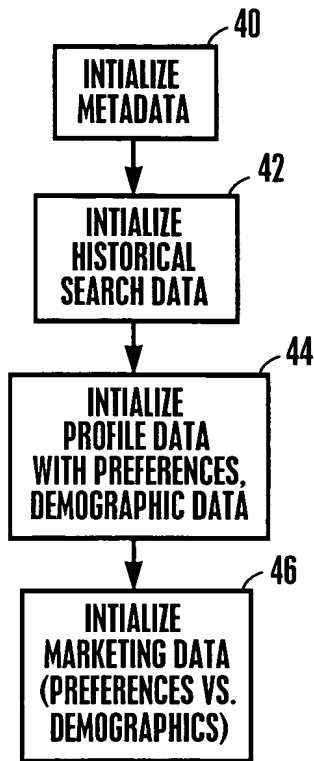 40
INTIALIZE
METADATA
42
INTIALIZE
HISTORICAL
SEARCH DATA
44
INTIALIZE
PROFILE DATA
WITH PREFERENCES,
DEMOGRAPHIC DATA
46
INTIALIZE
MARKETING DATA
(PREFERENCES VS.
DEMOGRAPHICS)